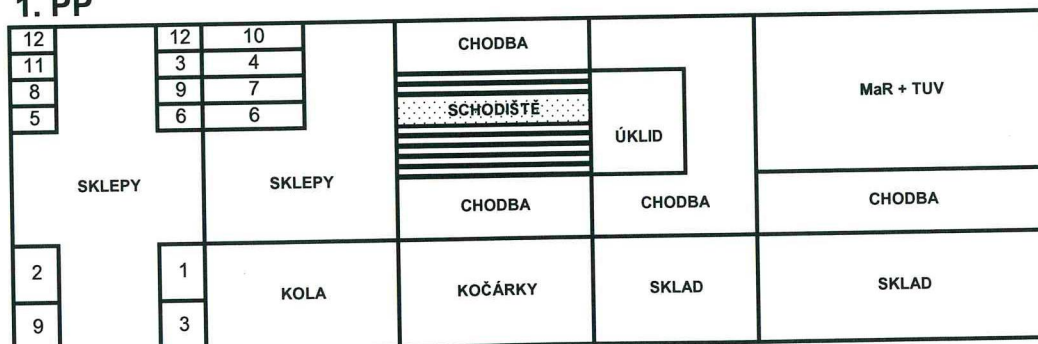 1. PP
12
11
8
5
12
3
9
6
10
4
7
6
SKLEPY
SKLEPY
2
9
1
3
KOLA
CHODBA
SCHODIŠTĚ
CHODBA
KOČÁRKY
ÚKLID
CHODBA
SKLAD
MaR + TUV
CHODBA
SKLAD